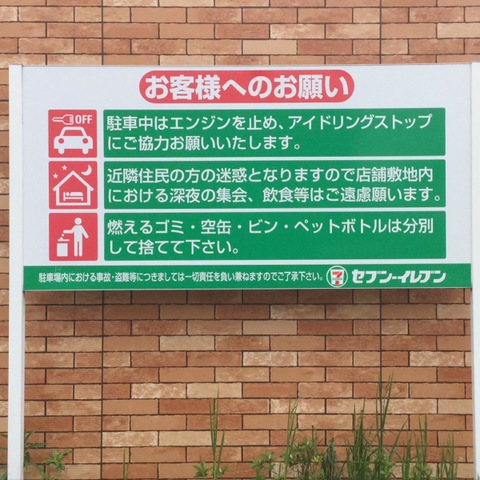 お客様へのお願い
OFF
駐車中はエンジンを止め、アイドリングストップ
にご協力お願いいたします。
近隣住民の方の迷惑となりますので店舗敷地内
における深夜の集会、飲食等はご遠慮願います。
燃えるゴミ・空缶・ビン・ペットボトルは分別
して捨てて下さい。
駐車場内における事故・盗難等につきましては一切責任を負い兼ねますのでご了承下さい。
7 ELEVEN セブン-イレブン